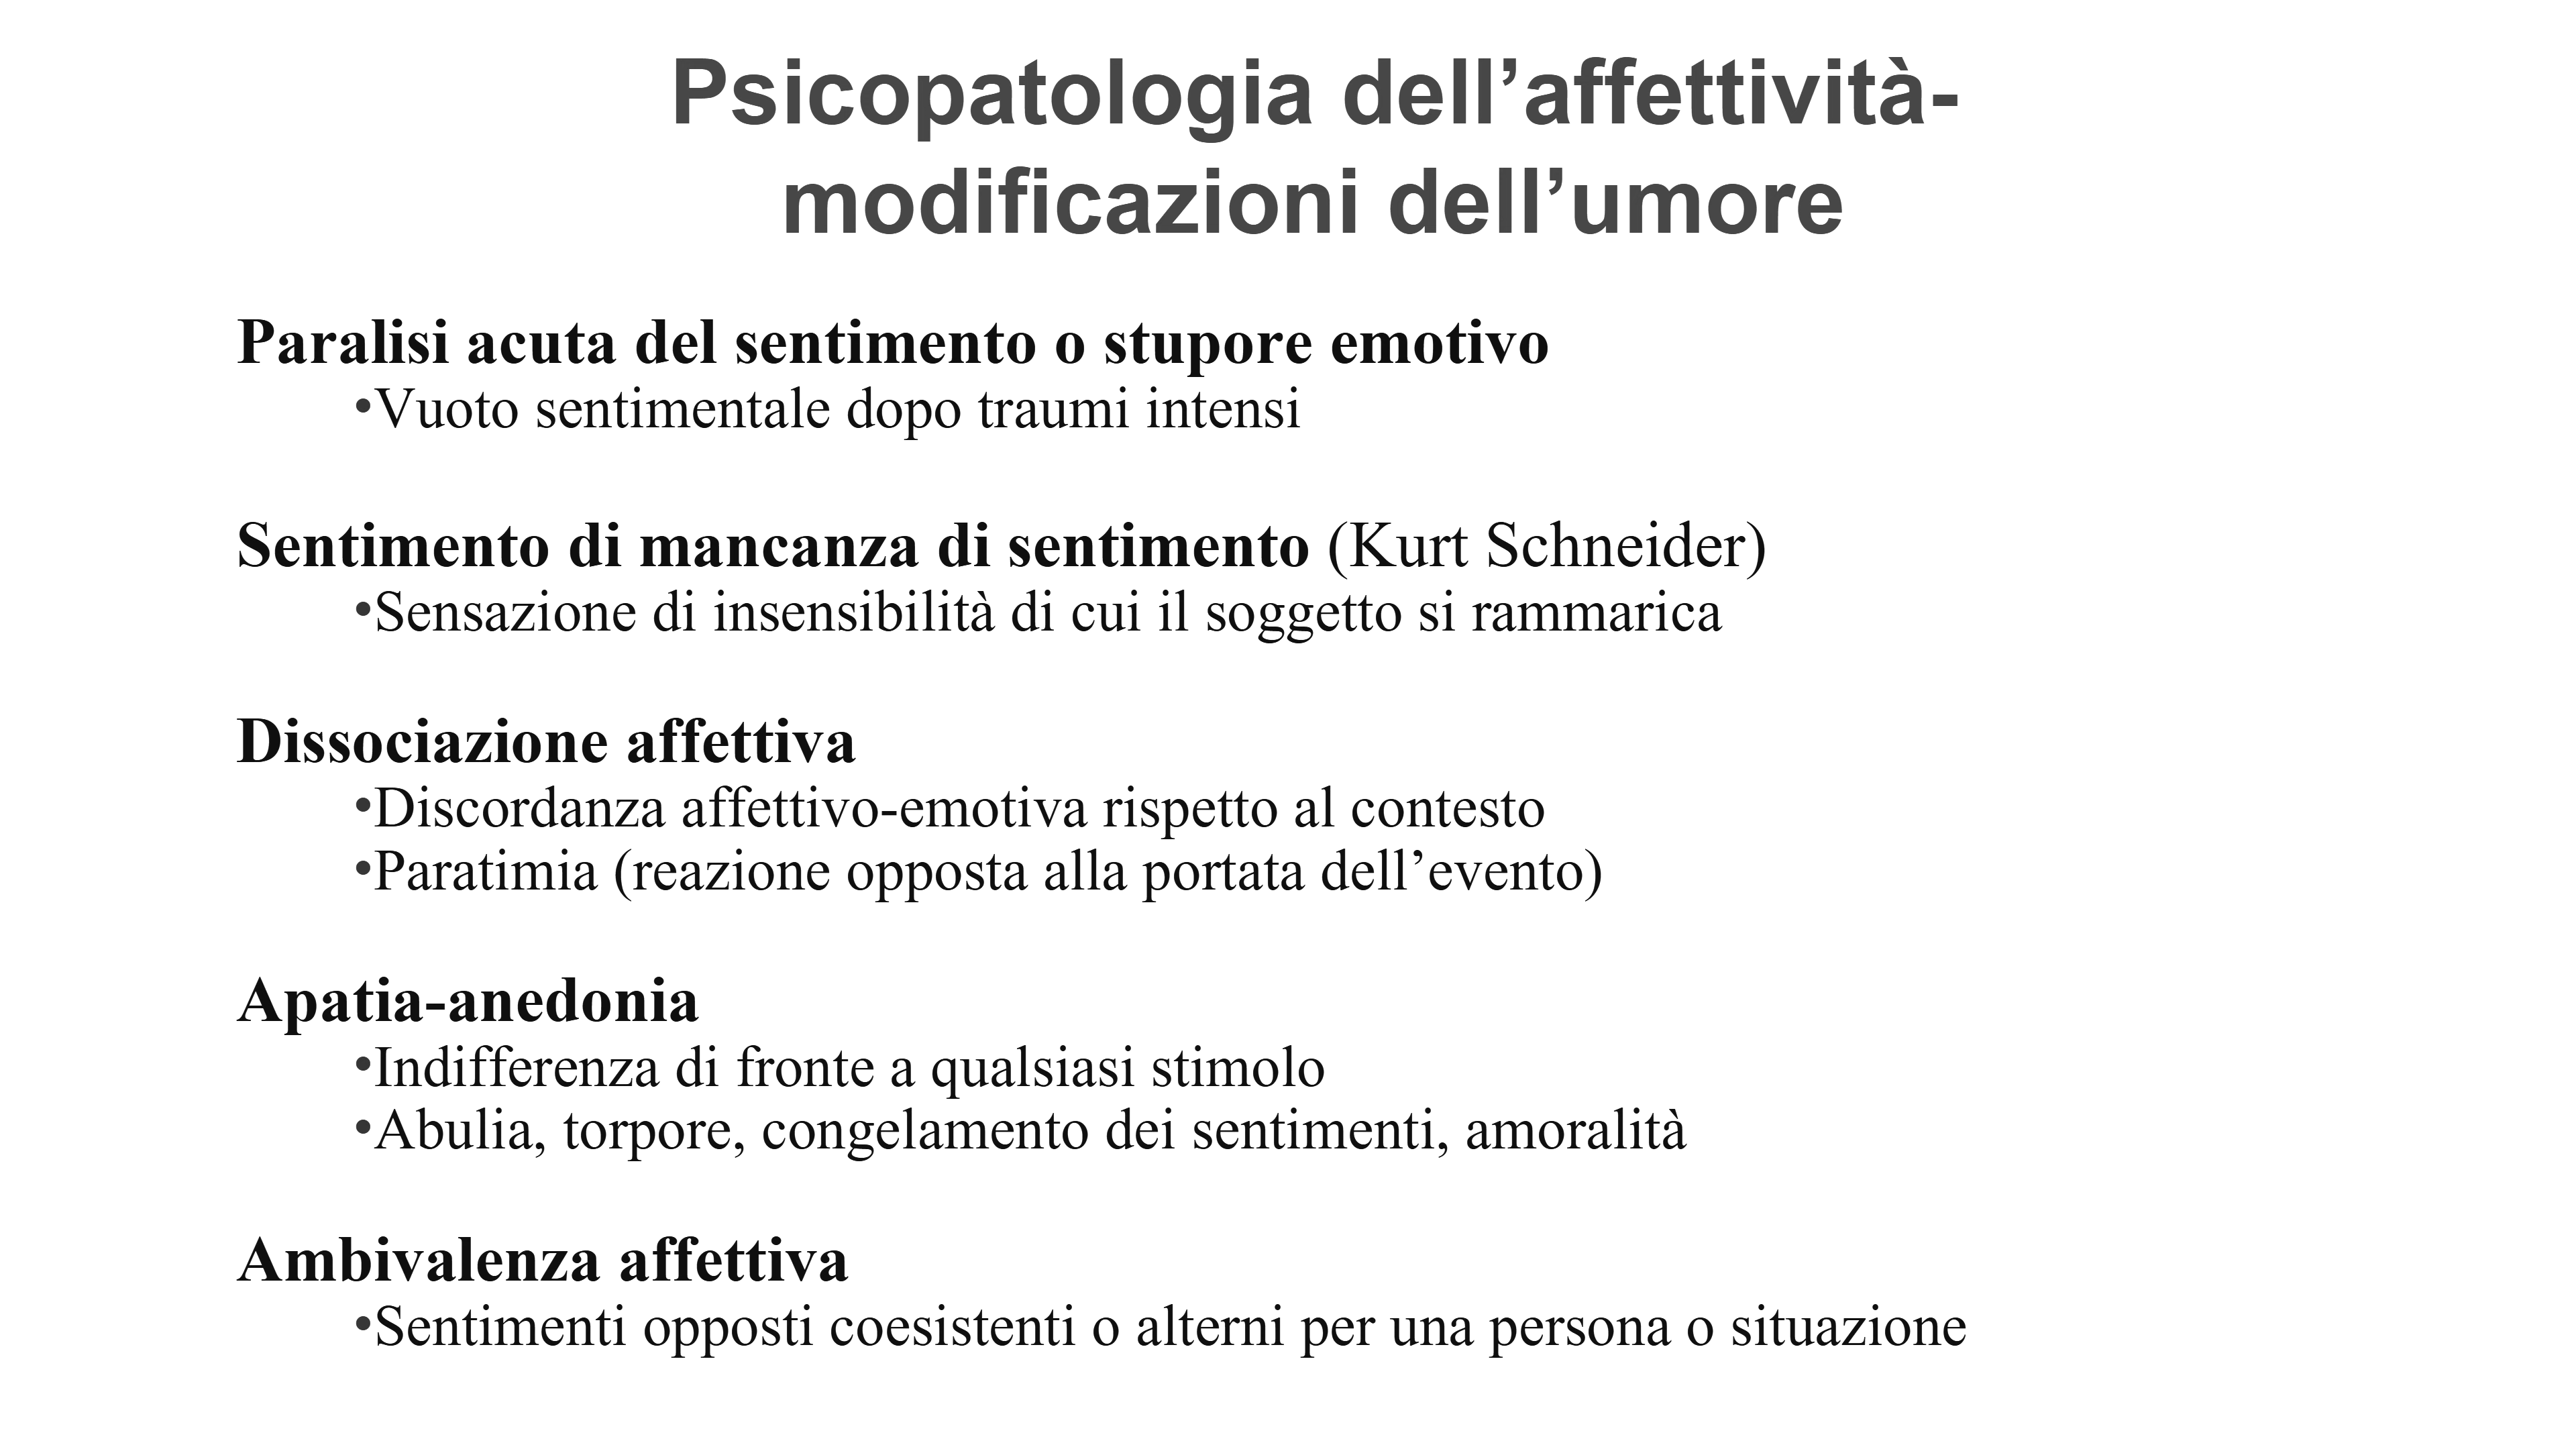 Psicopatologia dell’affettività-
modificazioni dell’umore
Paralisi acuta del sentimento o stupore emotivo
•Vuoto sentimentale dopo traumi intensi
Sentimento di mancanza di sentimento (Kurt Schneider)
•Sensazione di insensibilità di cui il soggetto si rammarica
Dissociazione affettiva
•Discordanza affettivo-emotiva rispetto al contesto
•Paratimia (reazione opposta alla portata dell’evento)
Apatia-anedonia
•Indifferenza di fronte a qualsiasi stimolo
•Abulia, torpore, congelamento dei sentimenti, amoralità
Ambivalenza affettiva
•Sentimenti opposti coesistenti o alterni per una persona o situazione